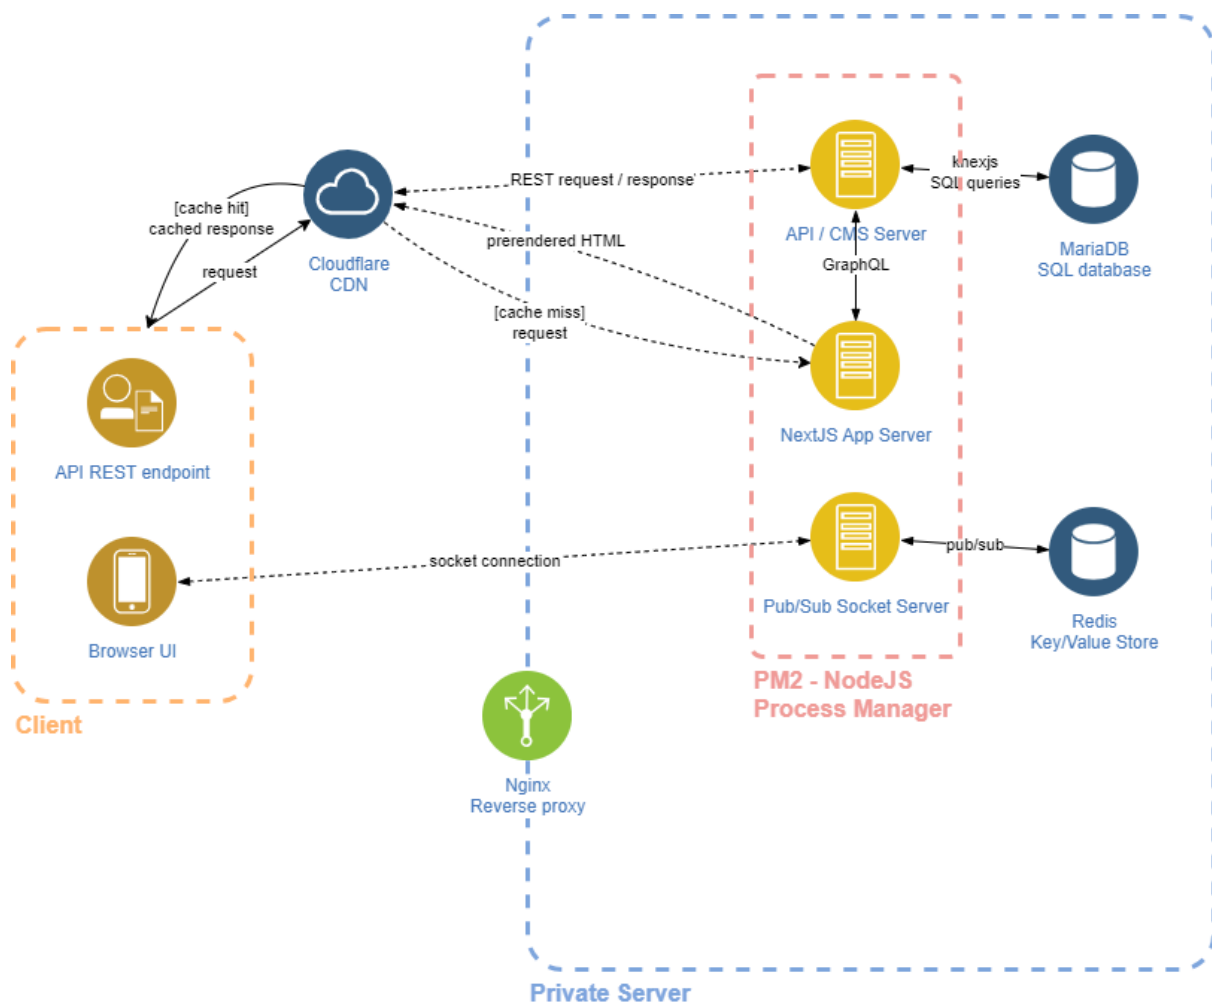 [cache hit]
cached response
request
Cloudflare
CDN
REST request / response
prerendered HTML
[cache miss]
request
API / CMS Server
GraphQL
NextJS App Server
knexjs
SQL queries
MariaDB
SQL database
API REST endpoint
Browser UI
Client
socket connection
Pub/Sub Socket Server
pub/sub
Redis
Key/Value Store
PM2 - NodeJS
Process Manager
Nginx
Reverse proxy
Private Server